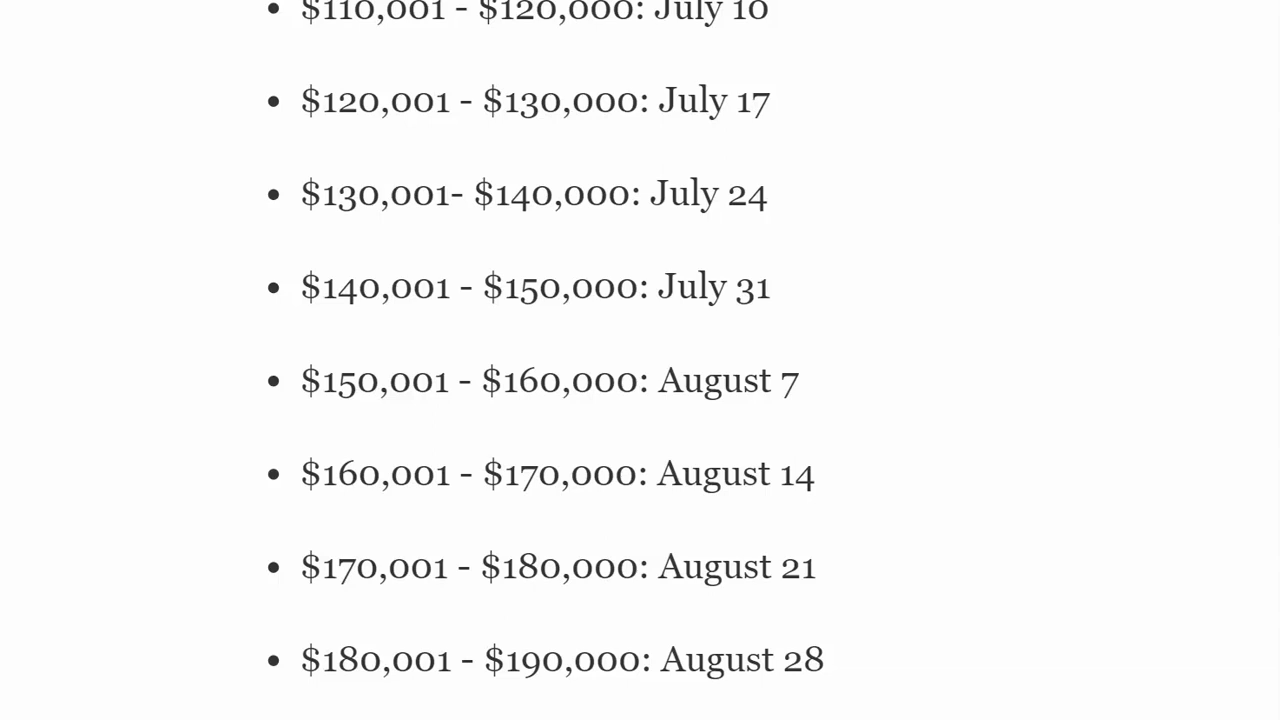 • $110,001 - $120,000: July 10
• $120,001 - $130,000: July 17
• $130,001- $140,000: July 24
• $140,001 - $150,000: July 31
• $150,001 - $160,000: August 7
• $160,001 - $170,000: August 14
• $170,001 - $180,000: August 21
• $180,001 - $190,000: August 28